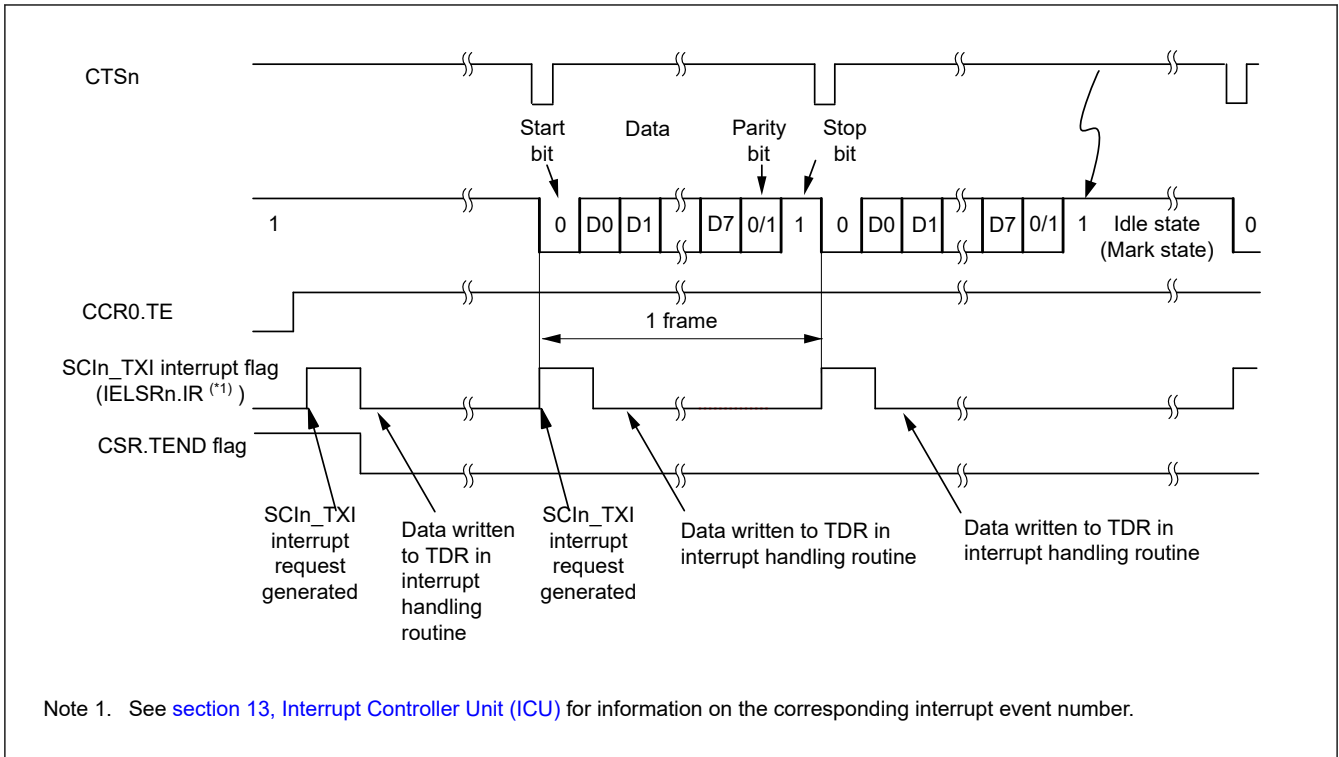 CTSn
Start
bit
Data
Parity
bit
Stop
bit
1
0 D0 D1 D7 0/1 1 0 D0 D1 D7 0/1 1 Idle state
(Mark state)
0
CCR0.TE
1 frame
SCIn_TXI interrupt flag
(IELSRn.IR (*1) )
CSR.TEND flag
SCIn_TXI
interrupt
request
generated
Data written
to TDR in
interrupt
handling
routine
SCIn_TXI
interrupt
request
generated
Data written to TDR in
interrupt handling routine
Data written to TDR in
interrupt handling routine
Note 1. See section 13, Interrupt Controller Unit (ICU) for information on the corresponding interrupt event number.